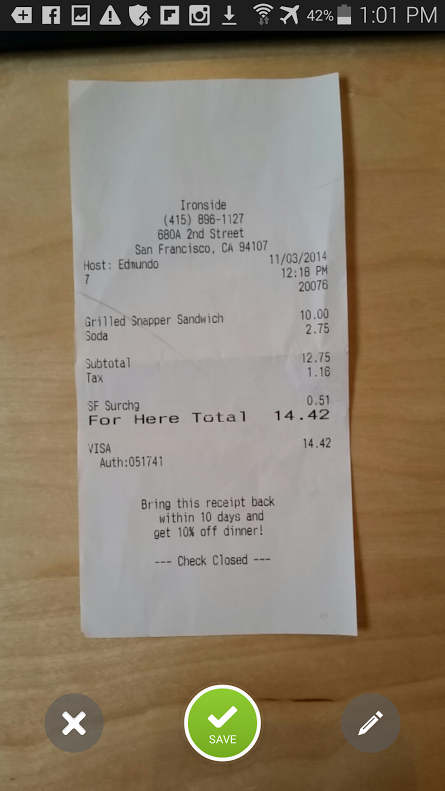 42% 1:01 PM
Ironside
(415) 896-1127
680A 2nd Street
San Francisco, CA 94107
Host: Edmundo 11/03/2014
7 12:18 PM
20076
Grilled Snapper Sandwich 10.00
Soda 2.75
Subtotal 12.75
Tax 1.16
SF Surchg 0.51
For Here Total 14.42
VISA 14.42
Auth:051741
Bring this receipt back
within 10 days and
get 10% off dinner!
--- Check Closed ---
SAVE